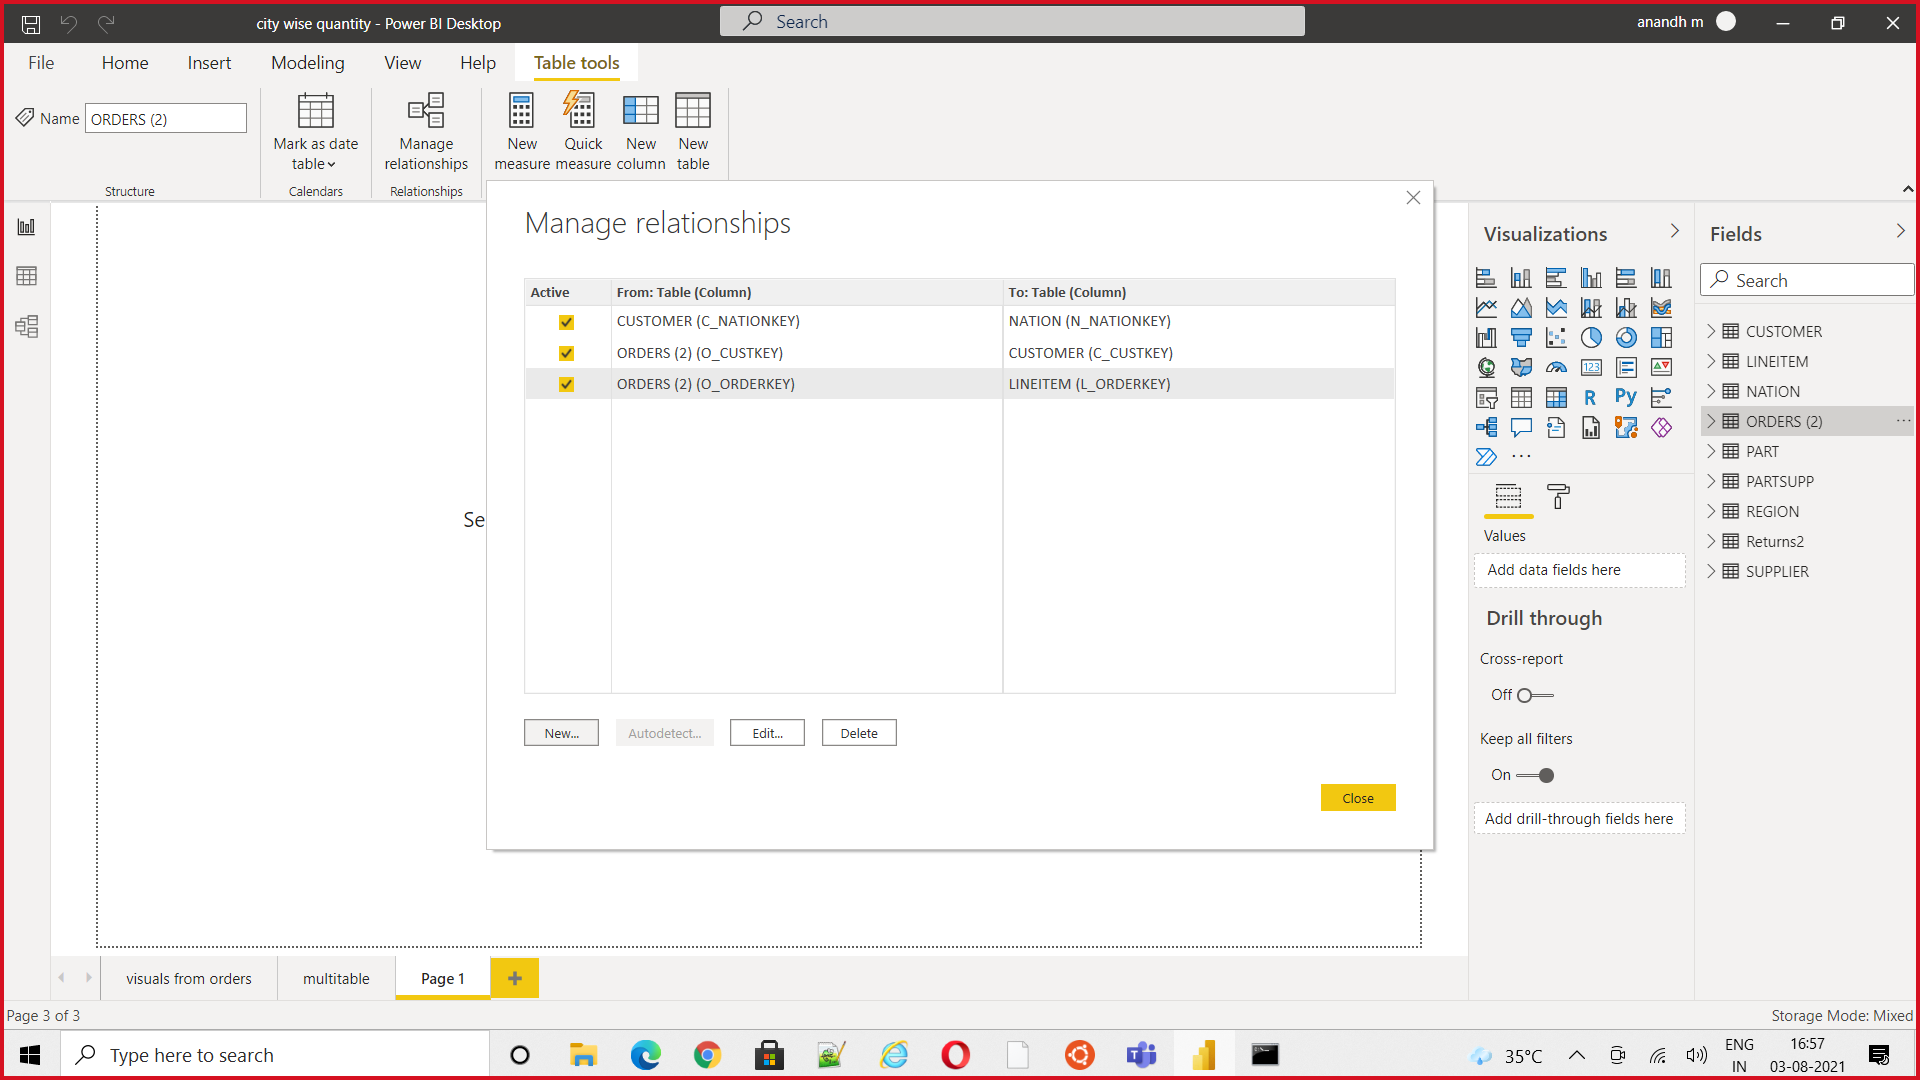 city wise quantity - Power BI Desktop
Search
anandh m
File
Home
Insert
Modeling
View
Help
Table tools
Name
ORDERS (2)
Mark as date
table
Manage
relationships
New
measure
Quick
measure
New
column
New
table
Structure
Calendars
Relationships
Manage relationships
Active
From: Table (Column)
To: Table (Column)
CUSTOMER (C_NATIONKEY)
NATION (N_NATIONKEY)
ORDERS (2) (O_CUSTKEY)
CUSTOMER (C_CUSTKEY)
ORDERS (2) (O_ORDERKEY)
LINEITEM (L_ORDERKEY)
New...
Autodetect...
Edit...
Delete
Close
Se
Visualizations
123
R
Py
...
Values
Add data fields here
Drill through
Cross-report
Off
Keep all filters
On
Add drill-through fields here
Fields
Search
CUSTOMER
LINEITEM
NATION
ORDERS (2)
...
PART
PARTSUPP
REGION
Returns2
SUPPLIER
visuals from orders
multitable
Page 1
Page 3 of 3
Storage Mode: Mixed
Type here to search
35°C
ENG
IN
16:57
03-08-2021